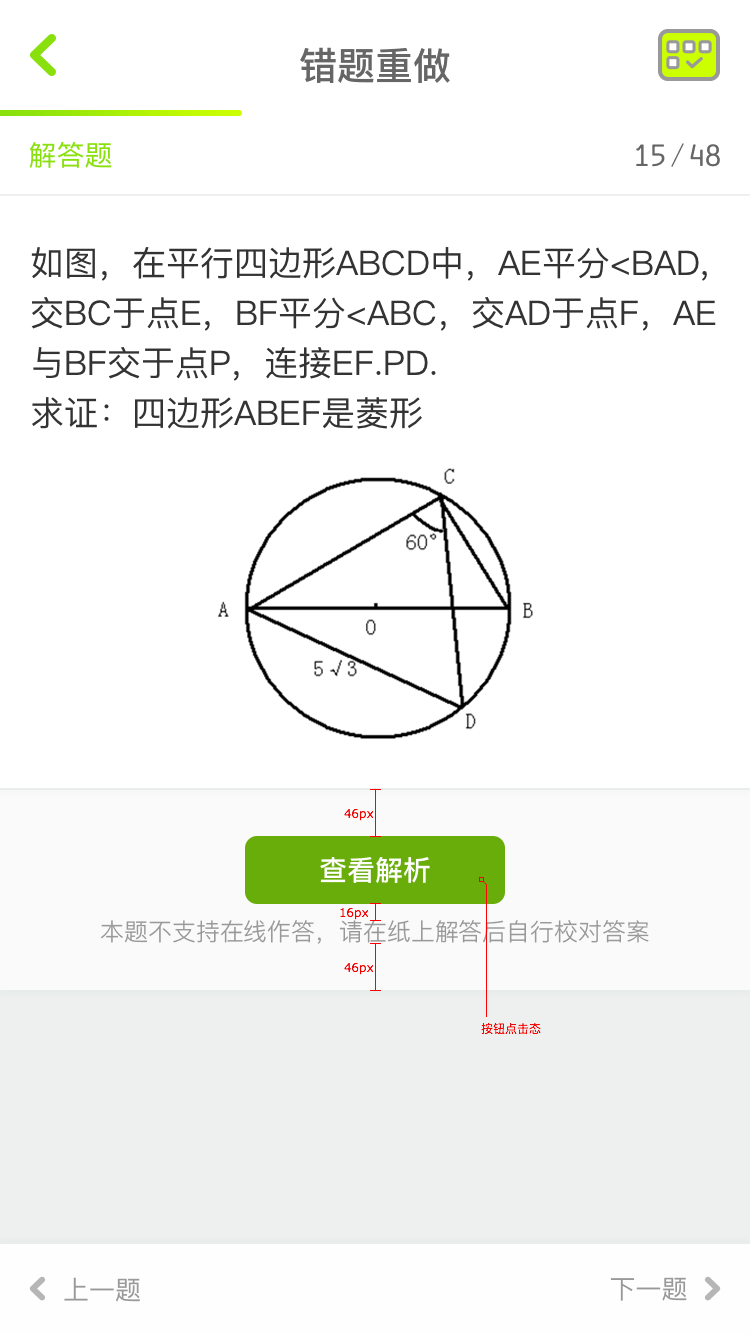 错题重做
解答题
15/48
如图，在平行四边形ABCD中，AE平分<BAD,
交BC于点E，BF平分<ABC，交AD于点F，AE
与BF交于点P，连接EF.PD.
求证：四边形ABEF是菱形
C
60°
A
B
O
5√3
D
46px
查看解析
16px
本题不支持在线作答，请在纸上解答后自行校对答案
46px
按钮点击态
上一题
下一题